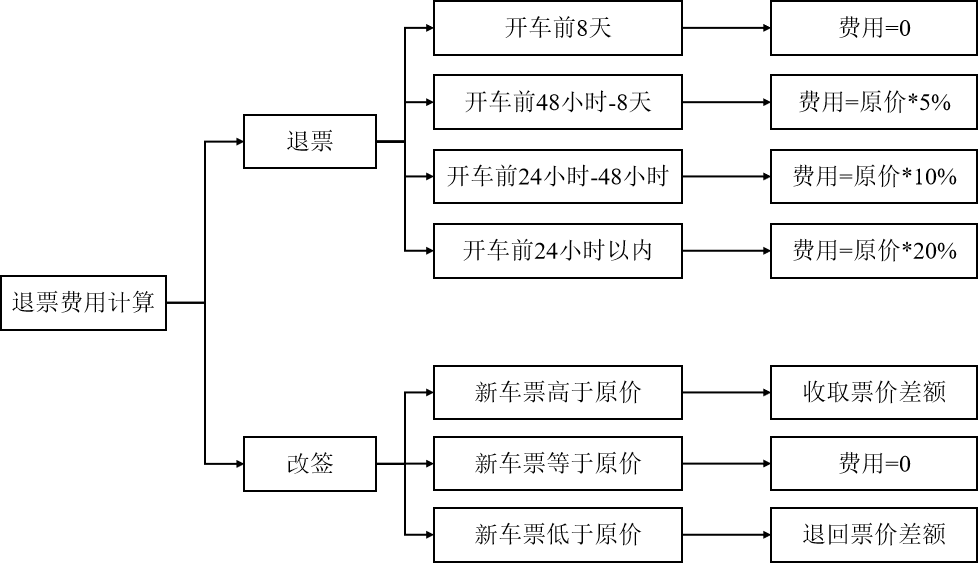 退票费用计算
退票
开车前8天
费用=0
开车前48小时-8天
费用=原价*5%
开车前24小时-48小时
费用=原价*10%
开车前24小时以内
费用=原价*20%
改签
新车票高于原价
收取票价差额
新车票等于原价
费用=0
新车票低于原价
退回票价差额